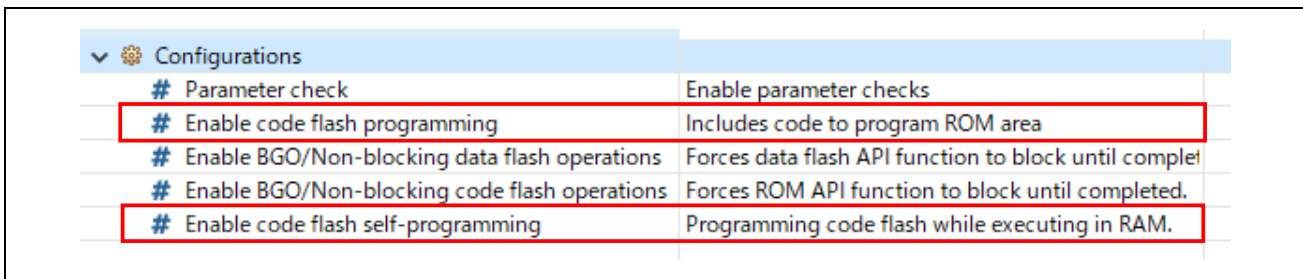 Configurations
# Parameter check Enable parameter checks
# Enable code flash programming Includes code to program ROM area
# Enable BGO/Non-blocking data flash operations Forces data flash API function to block until complet
# Enable BGO/Non-blocking code flash operations Forces ROM API function to block until completed.
# Enable code flash self-programming Programming code flash while executing in RAM.